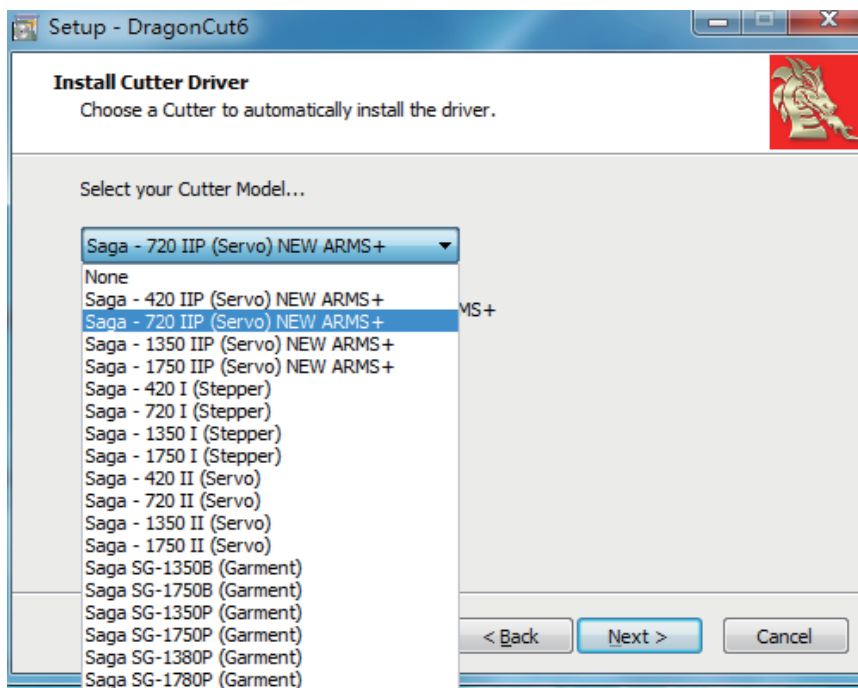 Setup - DragonCut6
Install Cutter Driver
Choose a Cutter to automatically install the driver.
Select your Cutter Model...
Saga - 720 IIP (Servo) NEW ARMS+
None
Saga - 420 IIP (Servo) NEW ARMS+
MS+
Saga - 720 IIP (Servo) NEW ARMS+
Saga - 1350 IIP (Servo) NEW ARMS+
Saga - 1750 IIP (Servo) NEW ARMS+
Saga - 420 I (Stepper)
Saga - 720 I (Stepper)
Saga - 1350 I (Stepper)
Saga - 1750 I (Stepper)
Saga - 420 II (Servo)
Saga - 720 II (Servo)
Saga - 1350 II (Servo)
Saga - 1750 II (Servo)
Saga SG-1350B (Garment)
Saga SG-1750B (Garment)
Saga SG-1350P (Garment)
Saga SG-1750P (Garment)
Saga SG-1380P (Garment)
Saga SG-1780P (Garment)
< Back
Next >
Cancel